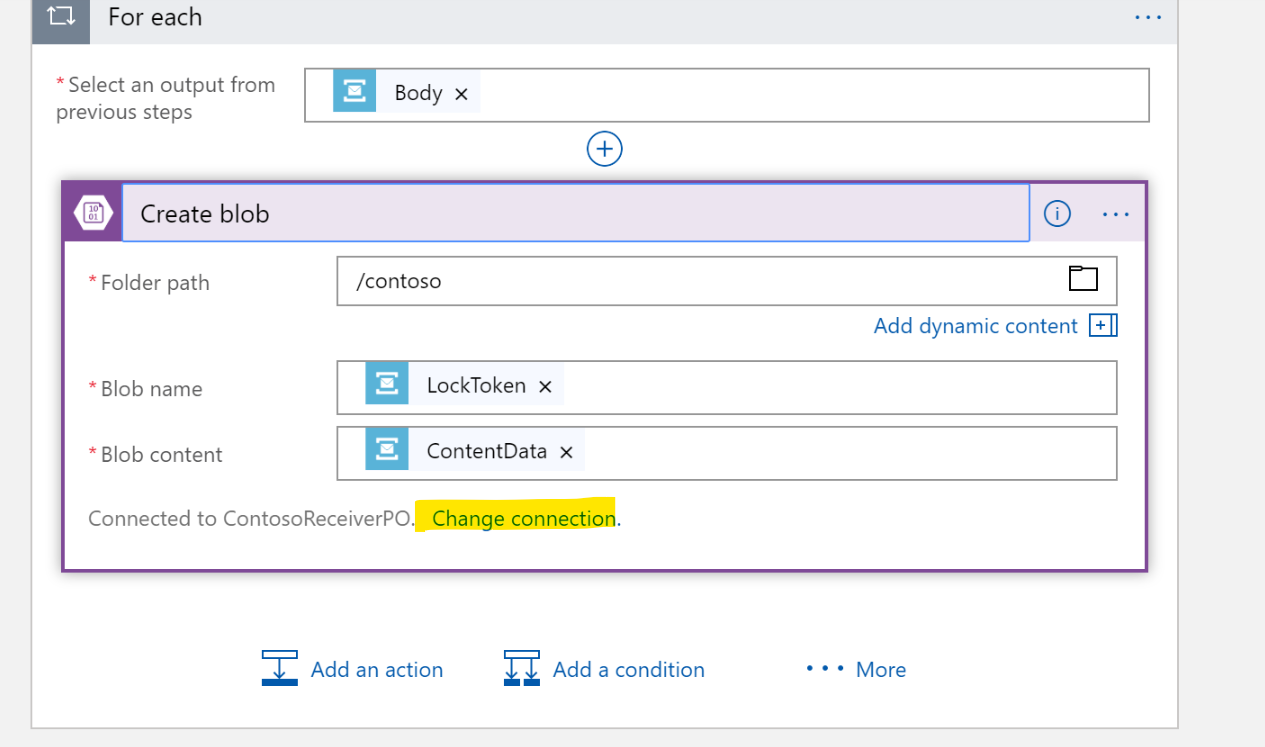 For each
* Select an output from
previous steps
Body ×
Create blob
* Folder path
/contoso
Add dynamic content
* Blob name
LockToken ×
* Blob content
ContentData ×
Connected to ContosoReceiverPO. Change connection.
Add an action
Add a condition
••• More